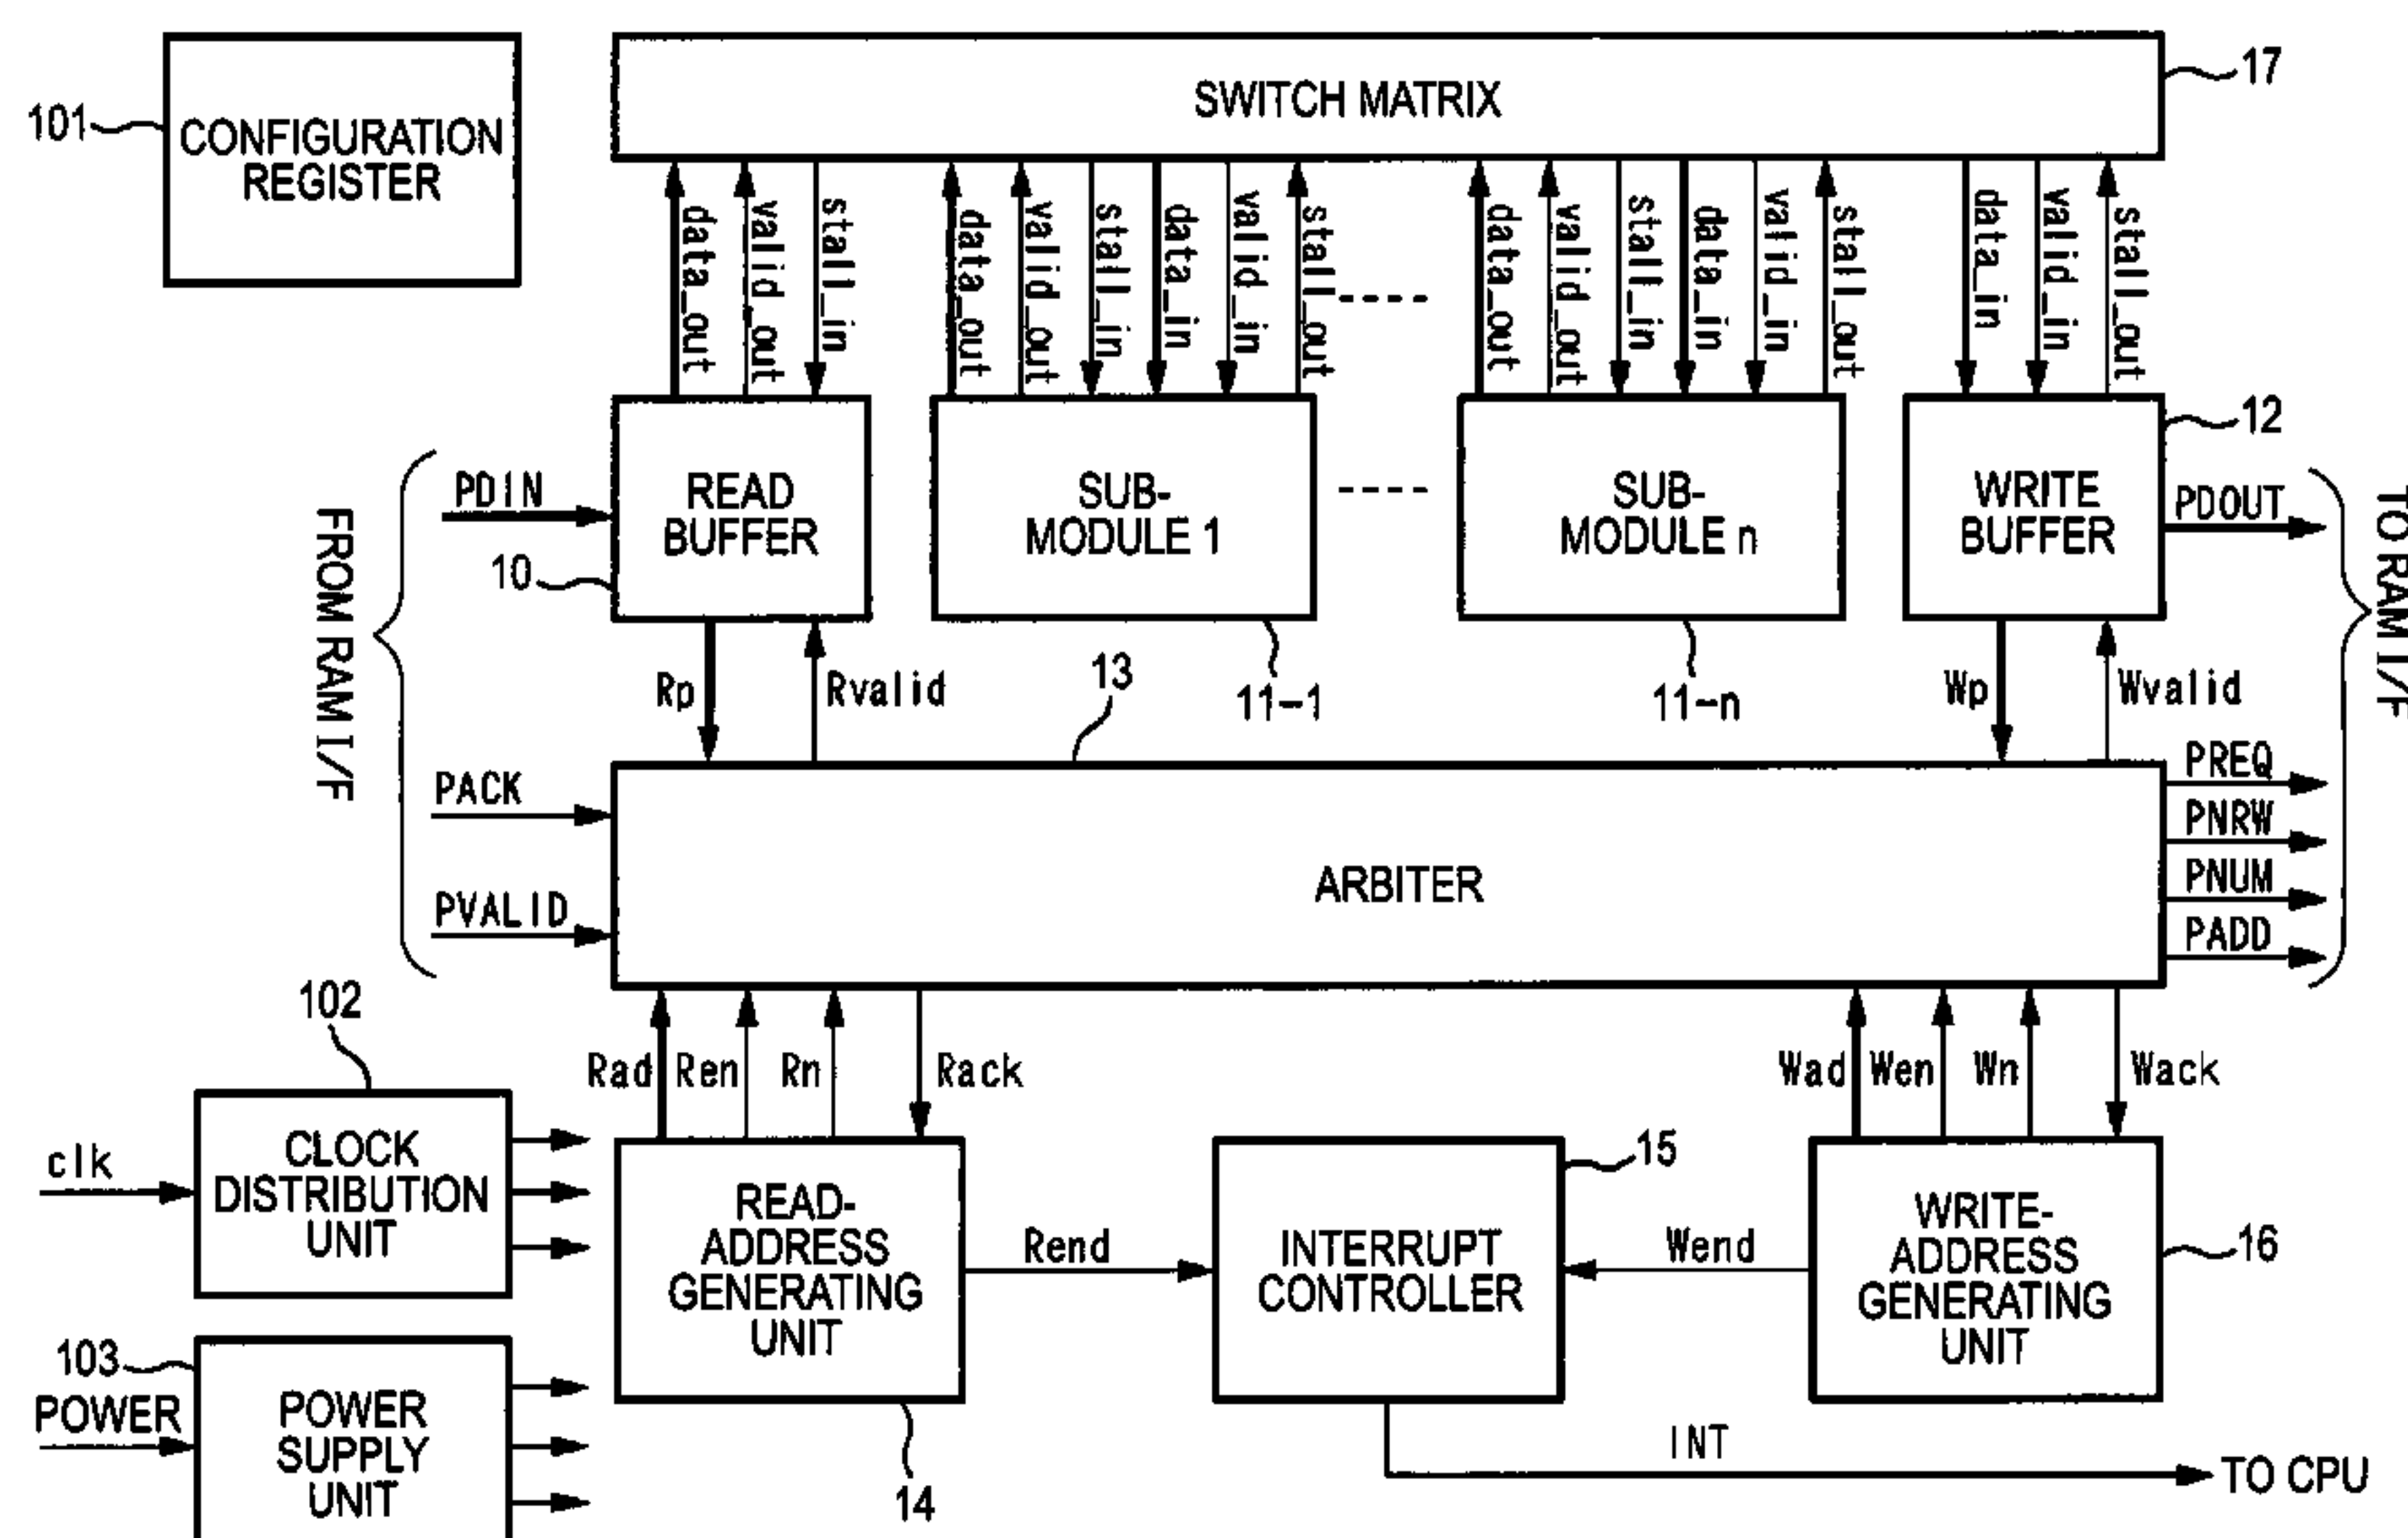 101
CONFIGURATION
REGISTER
SWITCH MATRIX
17
data_out
valid_out
stall_in
data_out
valid_out
stall_in
data_in
valid_in
stall_out
data_out
valid_out
stall_in
data_in
valid_in
stall_out
data_in
valid_in
stall_out
FROM RAM I/F
PDIN
READ
BUFFER
10
SUB-
MODULE 1
11-1
SUB-
MODULE n
11-n
WRITE
BUFFER
12
PDOUT
TO RAM I/F
Rp
Rvalid
13
Wp
Wvalid
PACK
PVALID
ARBITER
PREQ
PNRW
PNUM
PADD
102
clk
CLOCK
DISTRIBUTION
UNIT
Rad
Ren
Rn
Rack
Wad
Wen
Wn
Wack
READ-
ADDRESS
GENERATING
UNIT
14
Rend
INTERRUPT
CONTROLLER
15
Wend
WRITE-
ADDRESS
GENERATING
UNIT
16
103
POWER
POWER
SUPPLY
UNIT
INT
TO CPU